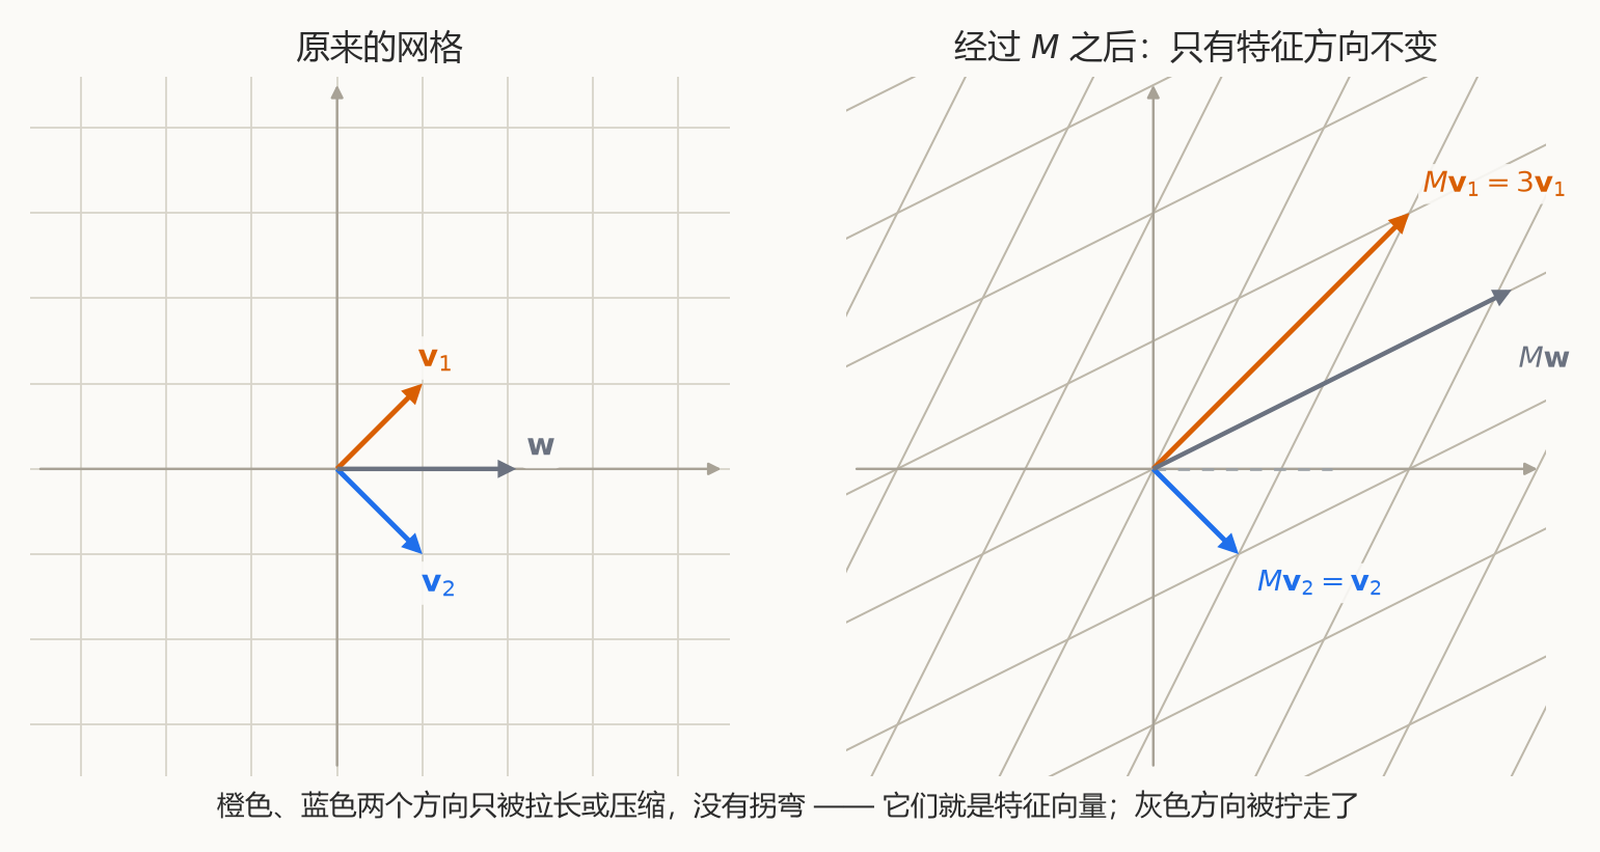 原来的网格
经过 M 之后：只有特征方向不变
v₁
w
v₂
Mv₁ = 3v₁
Mw
Mv₂ = v₂
橙色、蓝色两个方向只被拉长或压缩，没有拐弯 —— 它们就是特征向量；灰色方向被拧走了